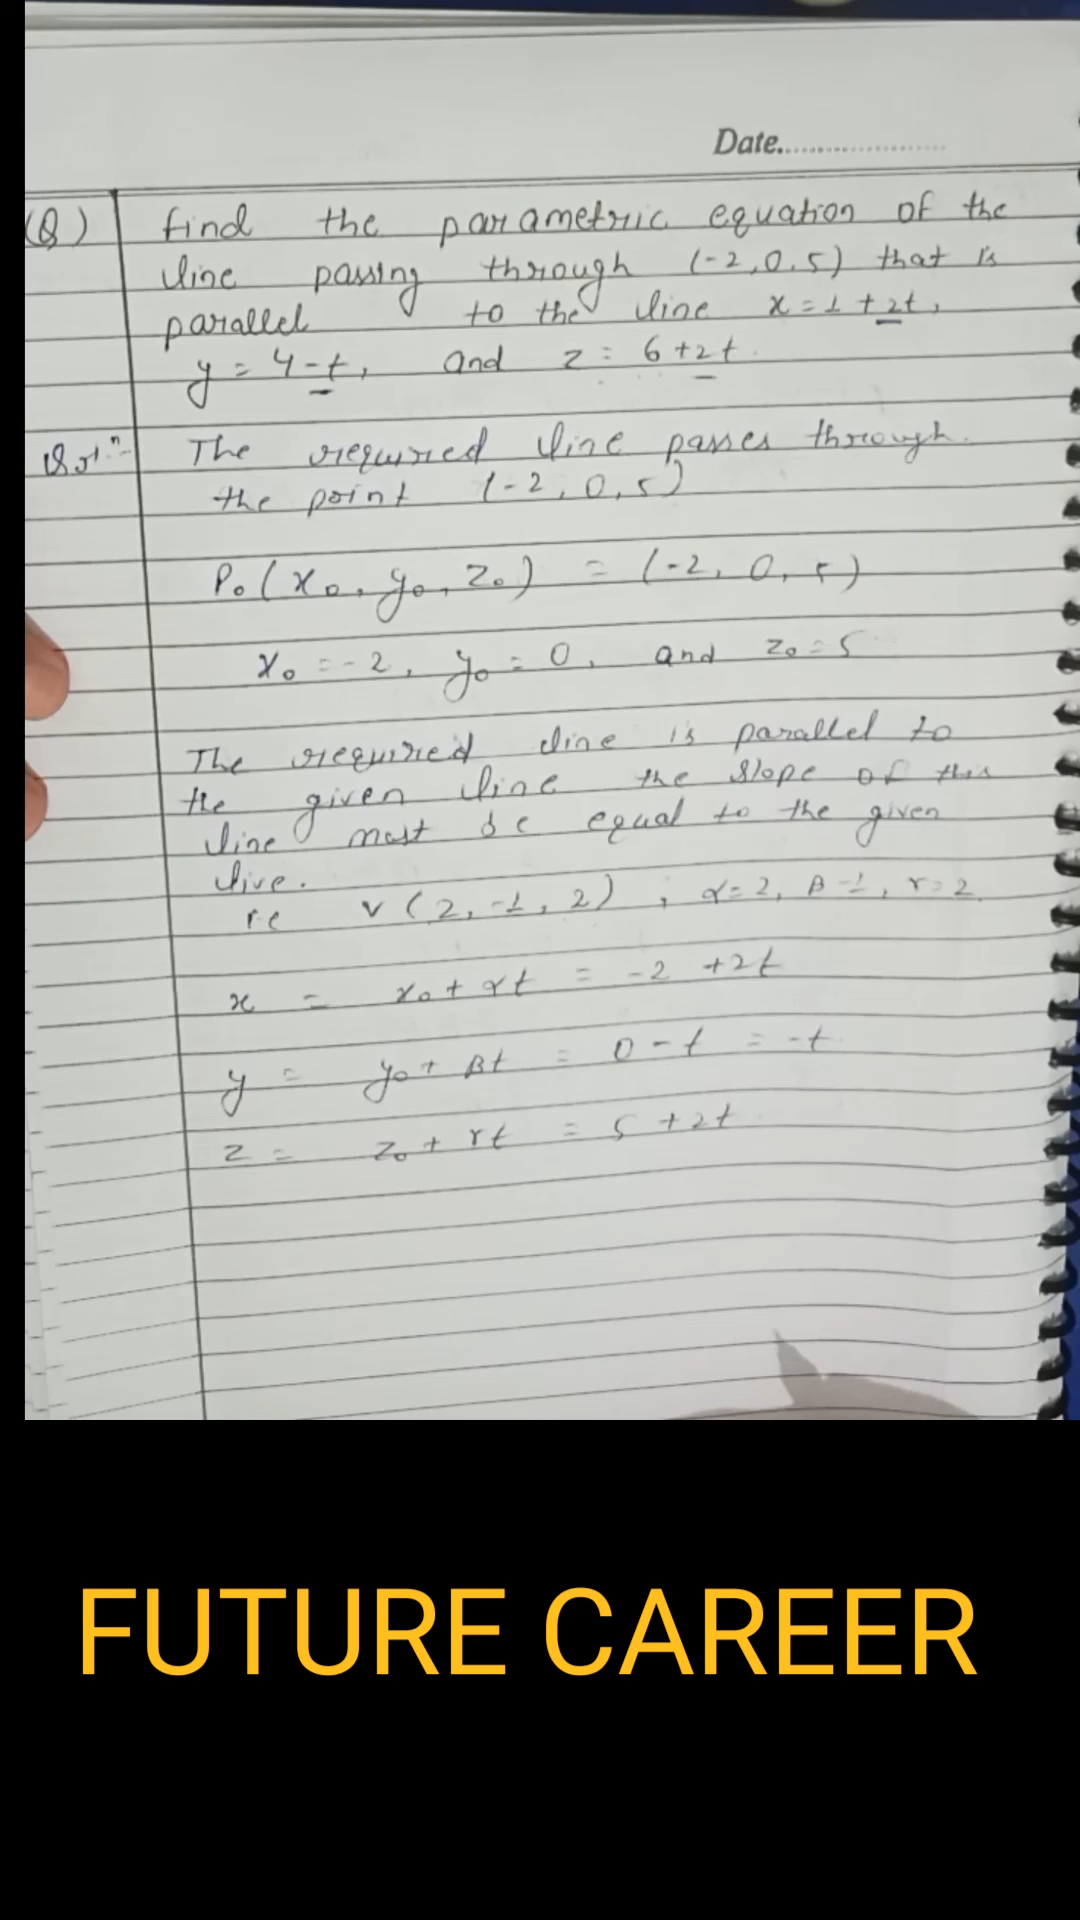 Date...................
(Q) find the parametric equation of the
line passing through (-2,0,5) that is
parallel to the line x = 1 + 2t,
y = 4-t, and z = 6+2t.
Sol.ⁿ- The required line passes through.
the point (-2, 0, 5)
P₀(x₀, y₀, z₀) = (-2, 0, 5)
x₀ = -2, y₀ = 0, and z₀ = 5
The required line is parallel to
the given line the slope of this
line must be equal to the given
live.
i.e v (2, -1, 2) , α = 2, β -1, r = 2
x = x₀ + αt = -2 + 2t
y = y₀ + βt = 0 - t = -t
z = z₀ + rt = 5 + 2t
FUTURE CAREER